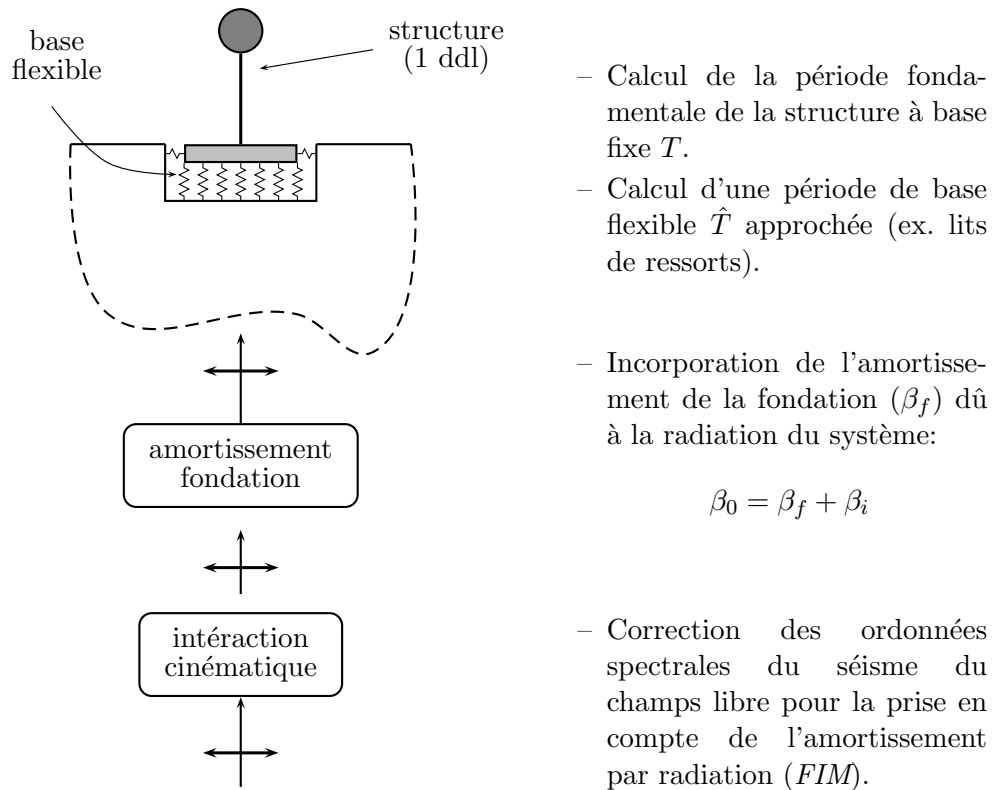 base
flexible
structure
(1 ddl)
– Calcul de la période fonda-
mentale de la structure à base
fixe T.
– Calcul d'une période de base
flexible T̂ approchée (ex. lits
de ressorts).
– Incorporation de l'amortisse-
ment de la fondation (β_f) dû
à la radiation du système:
β_0 = β_f + β_i
amortissement
fondation
– Correction des ordonnées
spectrales du séisme du
champs libre pour la prise en
compte de l'amortissement
par radiation (FIM).
intéraction
cinématique